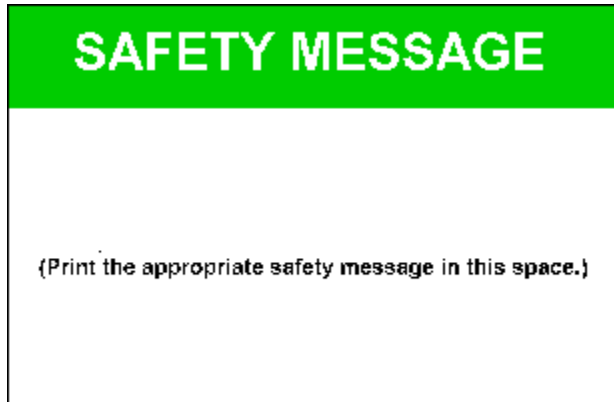 SAFETY MESSAGE
(Print the appropriate safety message in this space.)